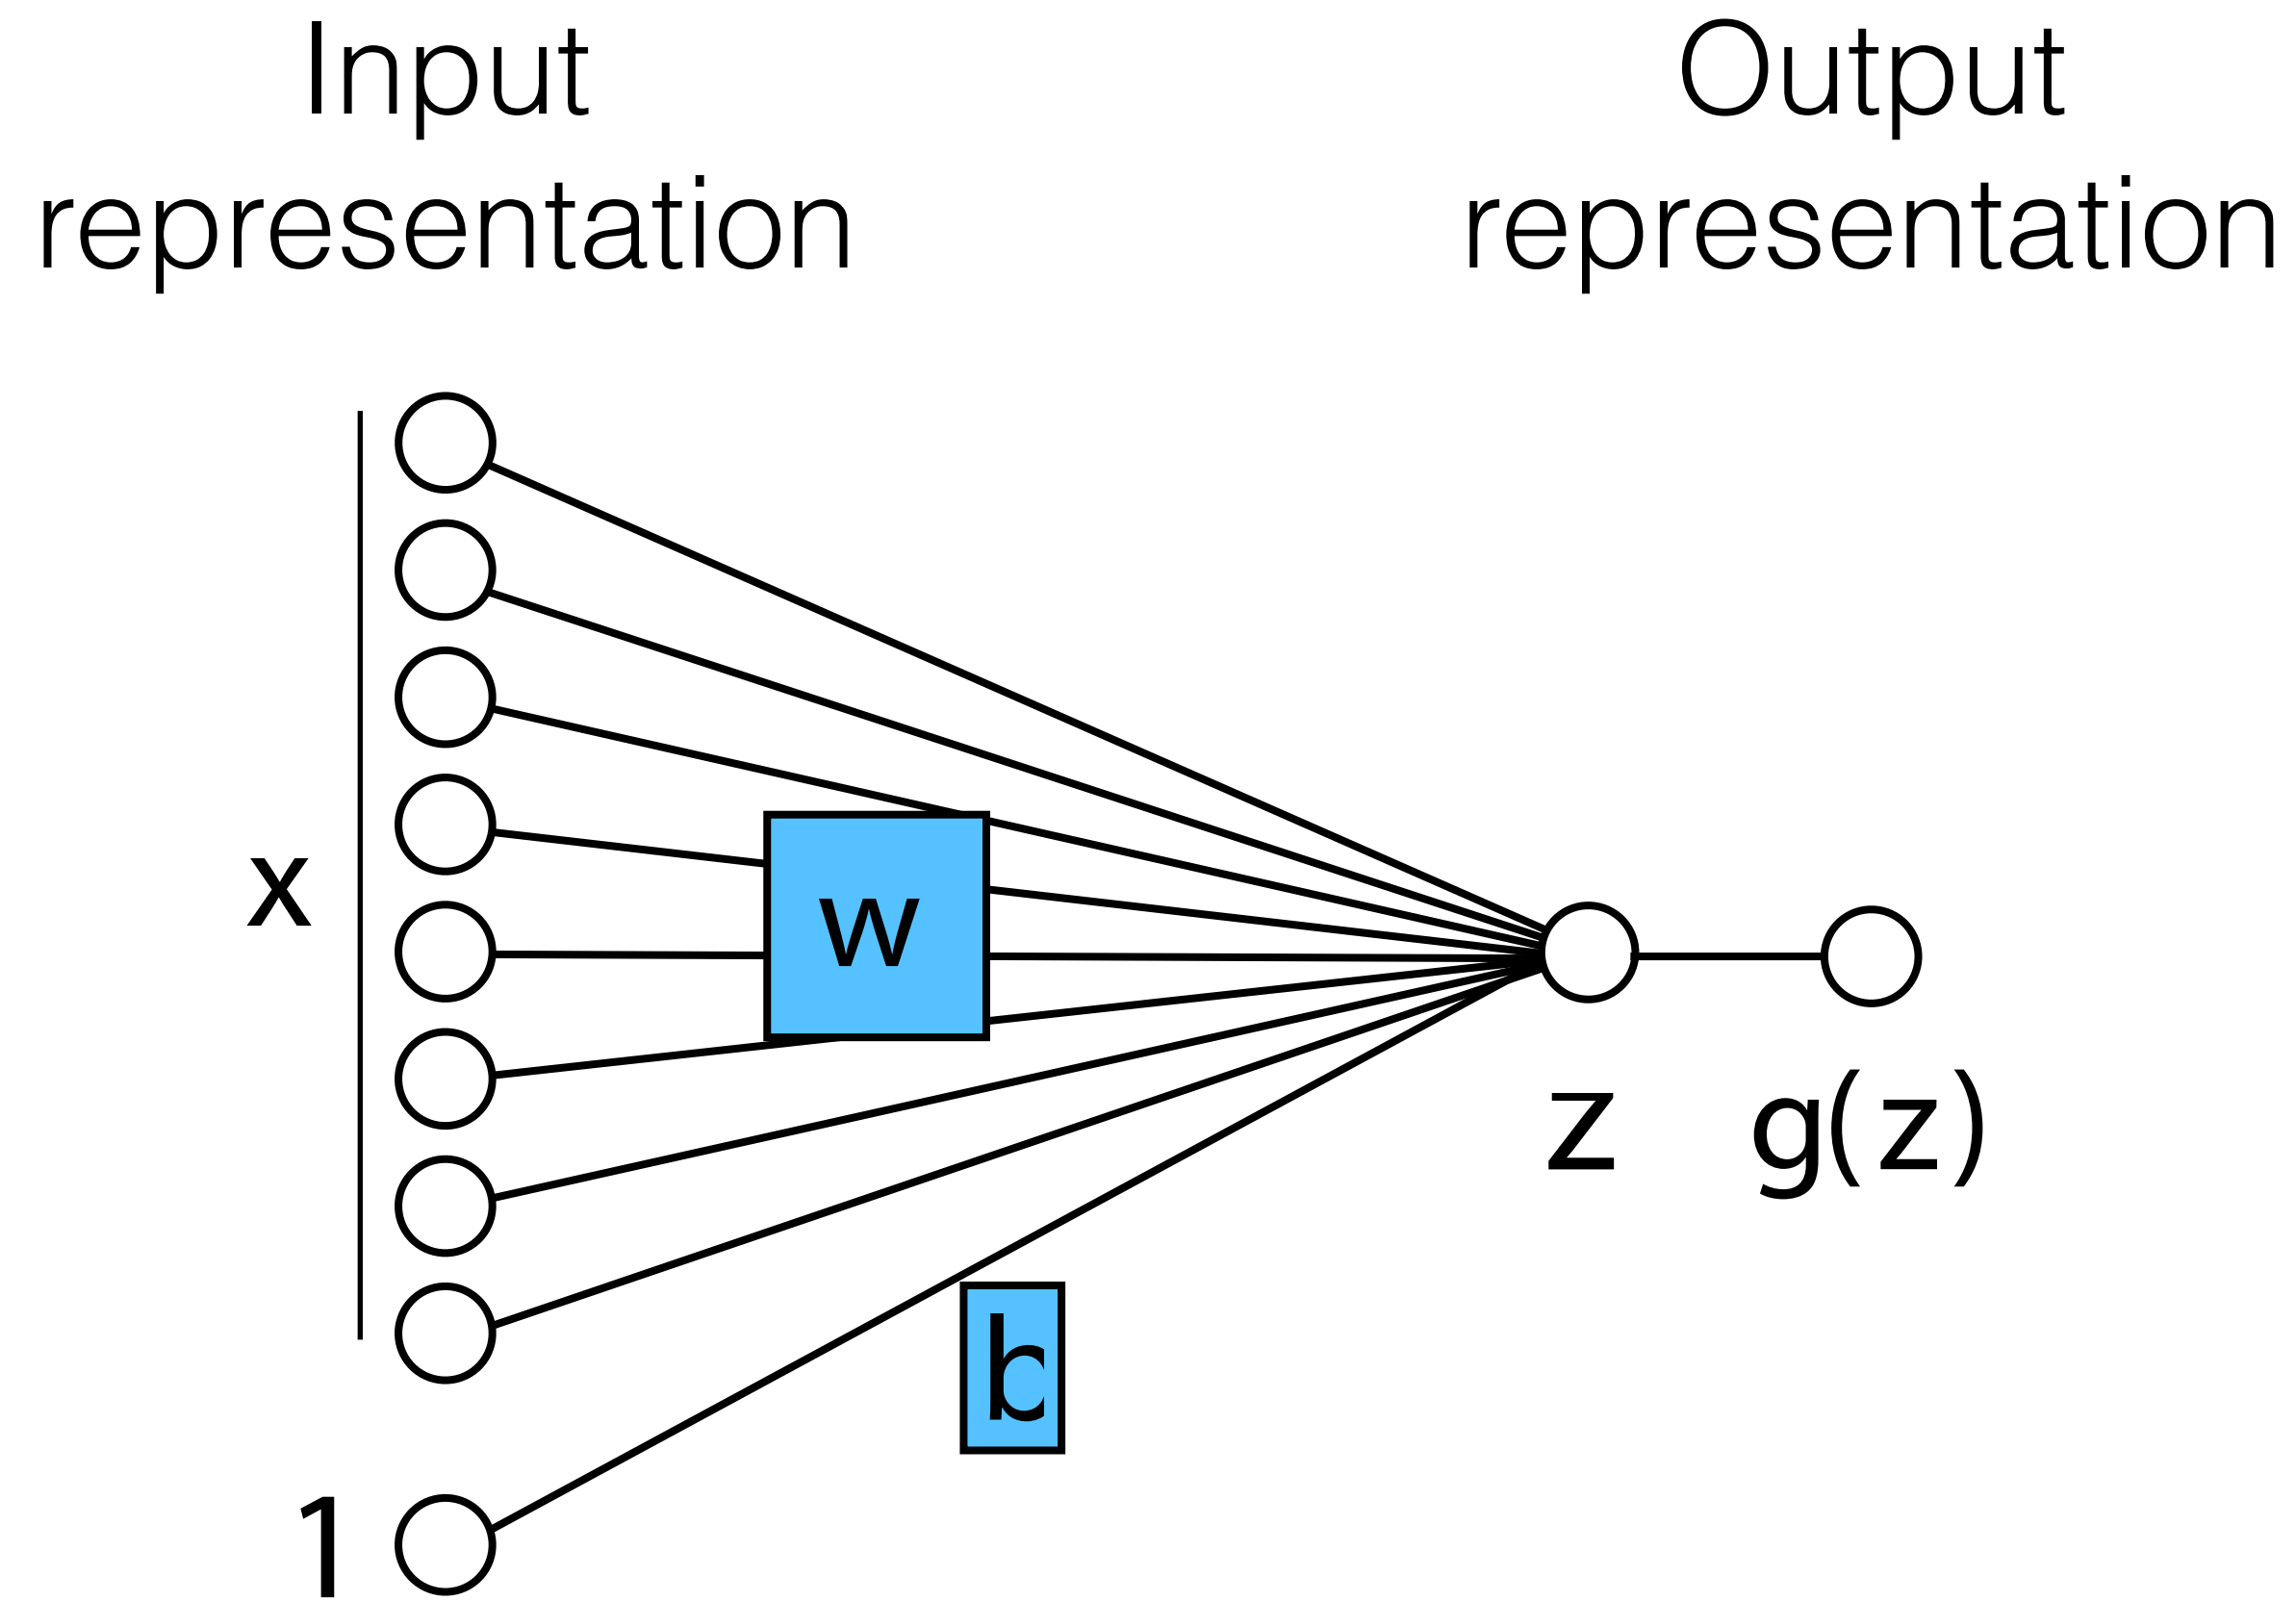 Input
representation
Output
representation
x
w
z
g(z)
b
1